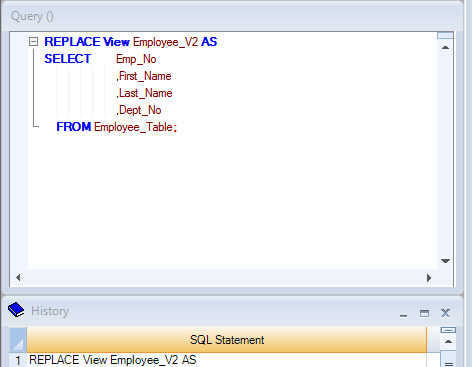 Query ()
REPLACE View Employee_V2 AS
SELECT Emp_No
,First_Name
,Last_Name
,Dept_No
FROM Employee_Table;
History
SQL Statement
1 REPLACE View Employee_V2 AS